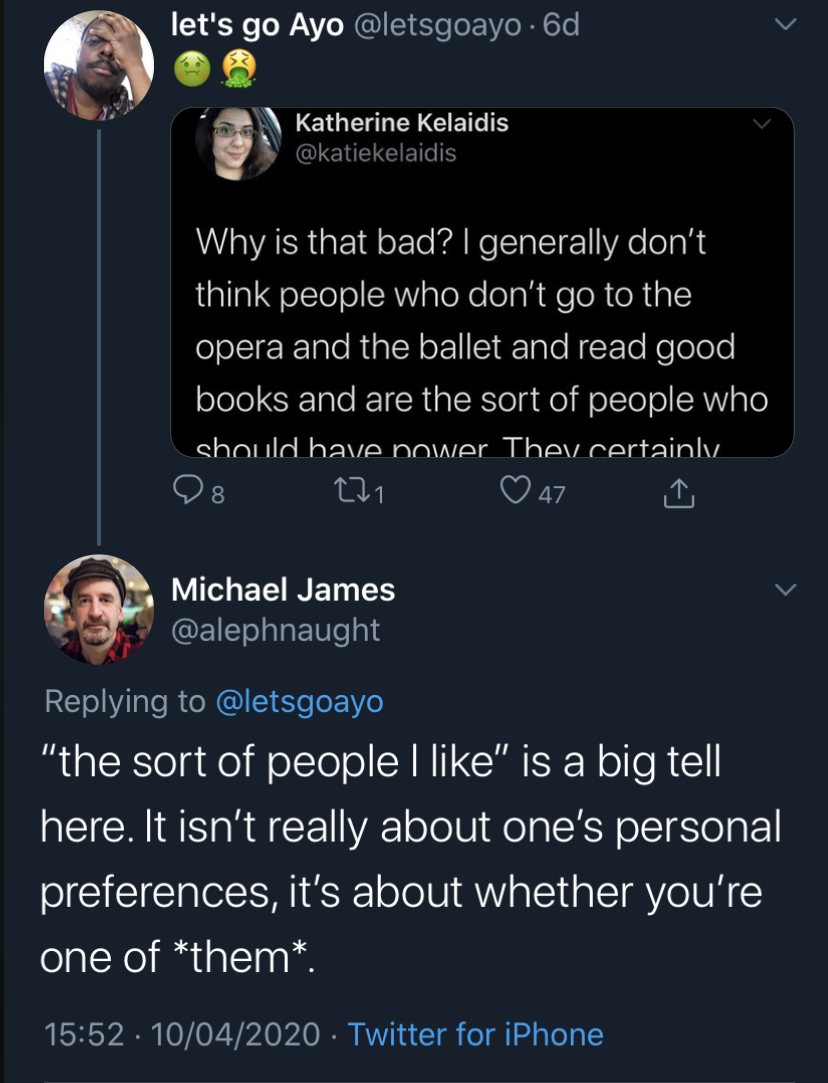 let's go Ayo @letsgoayo · 6d
🤢 🤮
Katherine Kelaidis
@katiekelaidis
Why is that bad? I generally don't
think people who don't go to the
opera and the ballet and read good
books and are the sort of people who
should have power. They certainly
8 1 47
Michael James
@alephnaught
Replying to @letsgoayo
"the sort of people I like" is a big tell
here. It isn't really about one's personal
preferences, it's about whether you're
one of *them*.
15:52 · 10/04/2020 · Twitter for iPhone